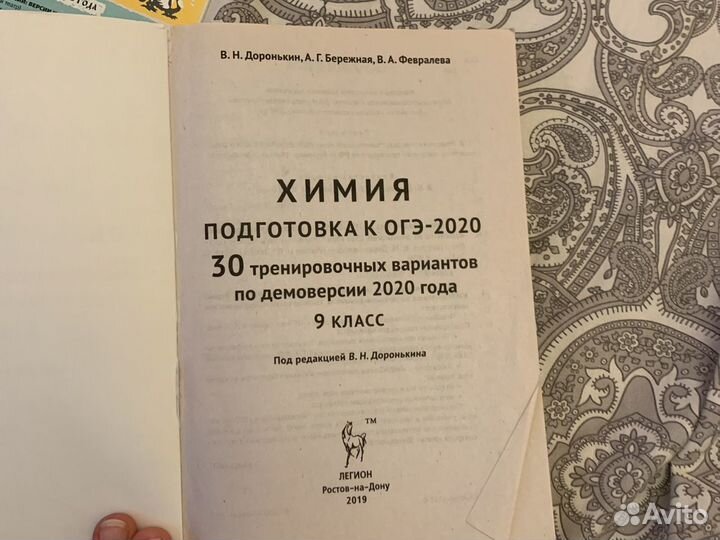 В. Н. Доронькин, А. Г. Бережная, В. А. Февралева
ХИМИЯ
ПОДГОТОВКА К ОГЭ-2020
30 тренировочных вариантов
по демоверсии 2020 года
9 КЛАСС
Под редакцией В. Н. Доронькина
TM
ЛЕГИОН
Ростов-на-Дону
2019
Avito